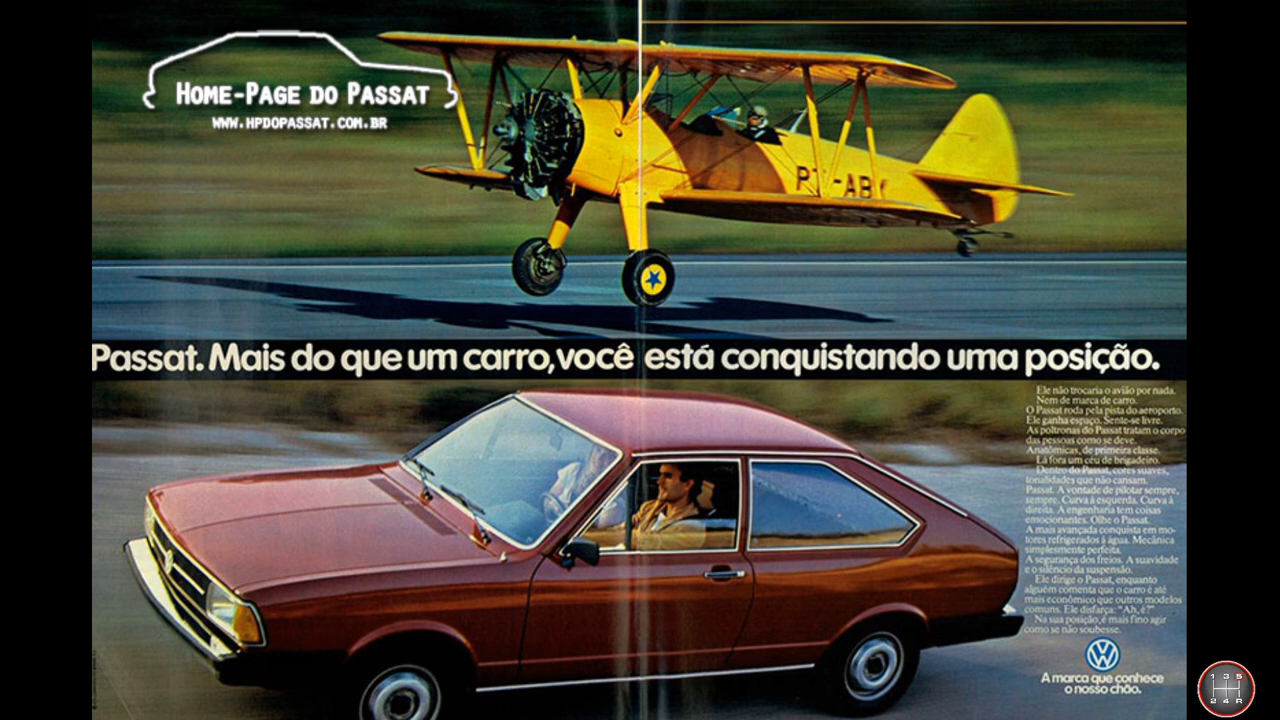 Home-Page do Passat
www.hpdopassat.com.br
PT-AB
Passat. Mais do que um carro, você está conquistando uma posição.
Ele não trocaria o avião por nada.
Nem de marca de carro.
O Passat roda pela pista do aeroporto.
Ele ganha espaço. Sente-se livre.
As poltronas do Passat tratam o corpo
das pessoas como se deve.
Anatômicas, de primeira classe.
Lá fora um céu de brigadeiro.
Dentro do Passat, cores suaves,
tonalidades que não cansam.
Passat. A vontade de pilotar sempre,
sempre. Curva à esquerda. Curva à
direita. A engenharia tem coisas
emocionantes. Olhe o Passat.
A mais avançada conquista em mo-
tores refrigerados à água. Mecânica
simplesmente perfeita.
A segurança dos freios. A suavidade
e o silêncio da suspensão.
Ele dirige o Passat, enquanto
alguém comenta que o carro é até
mais econômico que outros modelos
comuns. Ele disfarça: "Ah, é?"
Na sua posição, é mais fino agir
como se não soubesse.
A marca que conhece
o nosso chão.
1 3 5
2 4 R